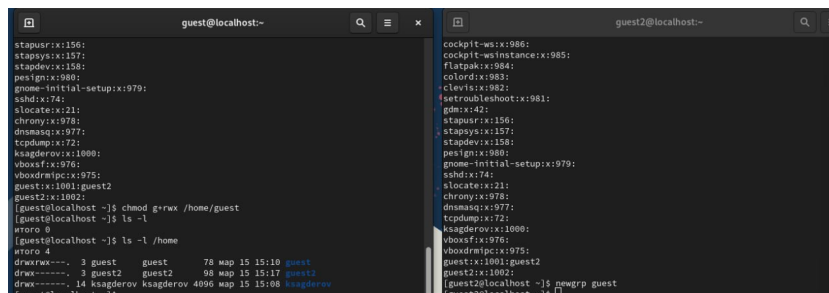 guest@localhost:~
stapusr:x:156:
stapsys:x:157:
stapdev:x:158:
pesign:x:980:
gnome-initial-setup:x:979:
sshd:x:74:
slocate:x:21:
chrony:x:978:
dnsmasq:x:977:
tcpdump:x:72:
ksagderov:x:1000:
vboxsf:x:976:
vboxdrmipc:x:975:
guest:x:1001:guest2
guest2:x:1002:
[guest@localhost ~]$ chmod g+rwx /home/guest
[guest@localhost ~]$ ls -l
итого 0
[guest@localhost ~]$ ls -l /home
итого 4
drwxrwx---. 3 guest guest 78 мар 15 15:10 guest
drwx------. 3 guest2 guest2 98 мар 15 15:17 guest2
drwx------. 14 ksagderov ksagderov 4096 мар 15 15:08 ksagderov
guest2@localhost:~
cockpit-ws:x:986:
cockpit-wsinstance:x:985:
flatpak:x:984:
colord:x:983:
clevis:x:982:
setroubleshoot:x:981:
gdm:x:42:
stapusr:x:156:
stapsys:x:157:
stapdev:x:158:
pesign:x:980:
gnome-initial-setup:x:979:
sshd:x:74:
slocate:x:21:
chrony:x:978:
dnsmasq:x:977:
tcpdump:x:72:
ksagderov:x:1000:
vboxsf:x:976:
vboxdrmipc:x:975:
guest:x:1001:guest2
guest2:x:1002:
[guest2@localhost ~]$ newgrp guest